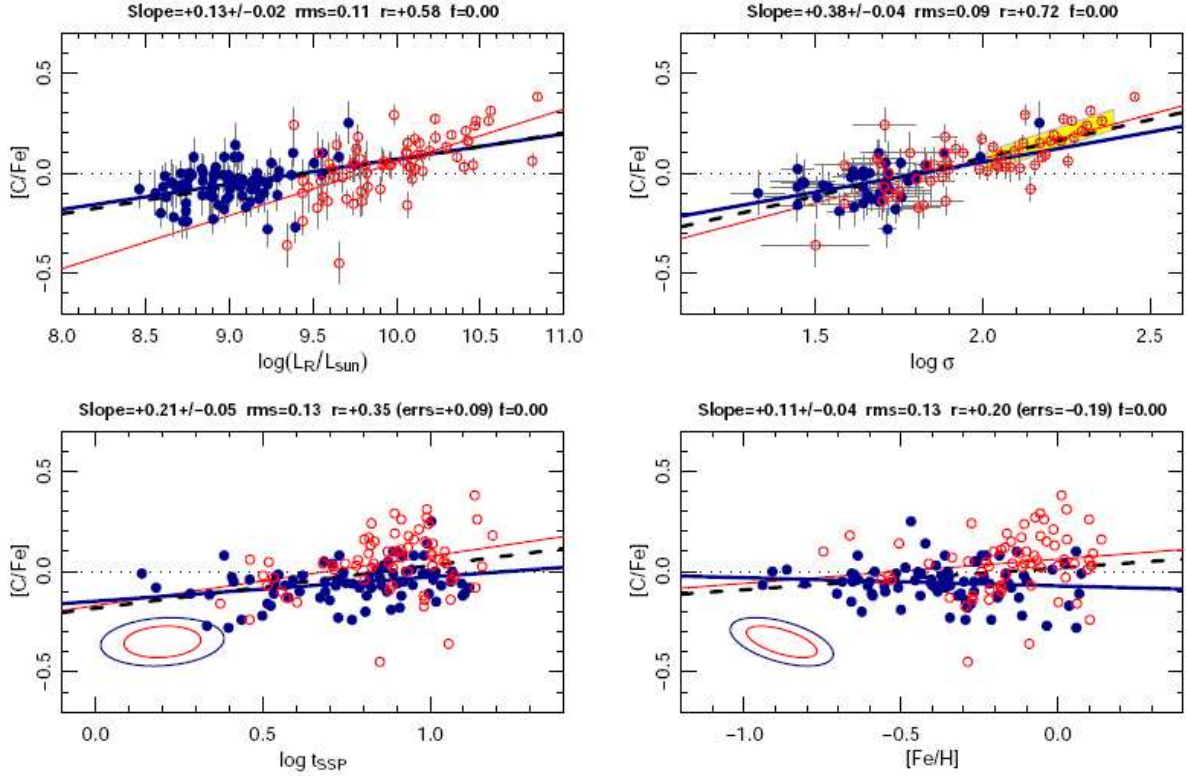 Slope=+0.13+/−0.02 rms=0.11 r=+0.58 f=0.00
[C/Fe]
0.5
0.0
−0.5
8.0 8.5 9.0 9.5 10.0 10.5 11.0
log(L_R/L_Sun)
Slope=+0.38+/−0.04 rms=0.09 r=+0.72 f=0.00
[C/Fe]
0.5
0.0
−0.5
1.5 2.0 2.5
log σ
Slope=+0.21+/−0.05 rms=0.13 r=+0.35 (errs=+0.09) f=0.00
[C/Fe]
0.5
0.0
−0.5
0.0 0.5 1.0
log t_SSP
Slope=+0.11+/−0.04 rms=0.13 r=+0.20 (errs=−0.19) f=0.00
[C/Fe]
0.5
0.0
−0.5
−1.0 −0.5 0.0
[Fe/H]